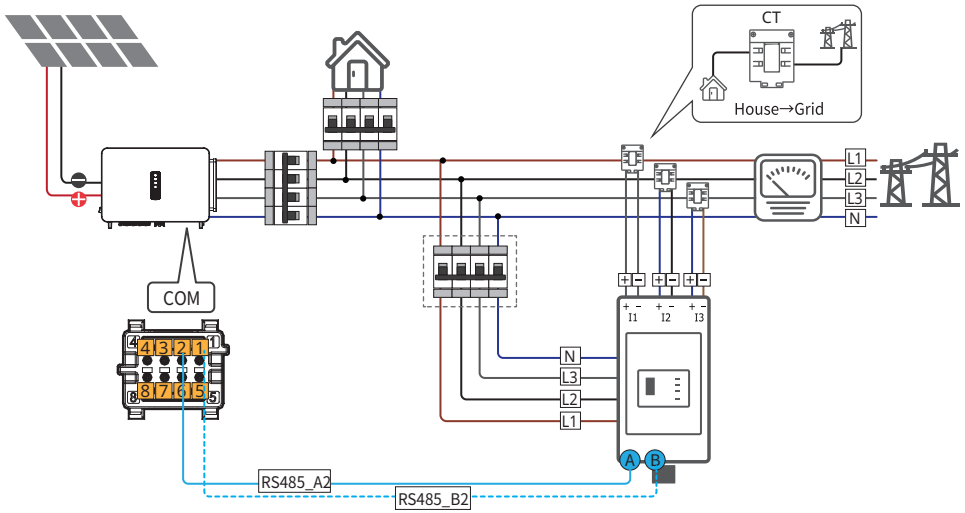 CT
House→Grid
L1
L2
L3
N
COM
4 1
4 3 2 1
8 7 6 5
8 5
+ − + − + −
+ - + - + -
I1 I2 I3
N
L3
L2
L1
A B
RS485_A2
RS485_B2